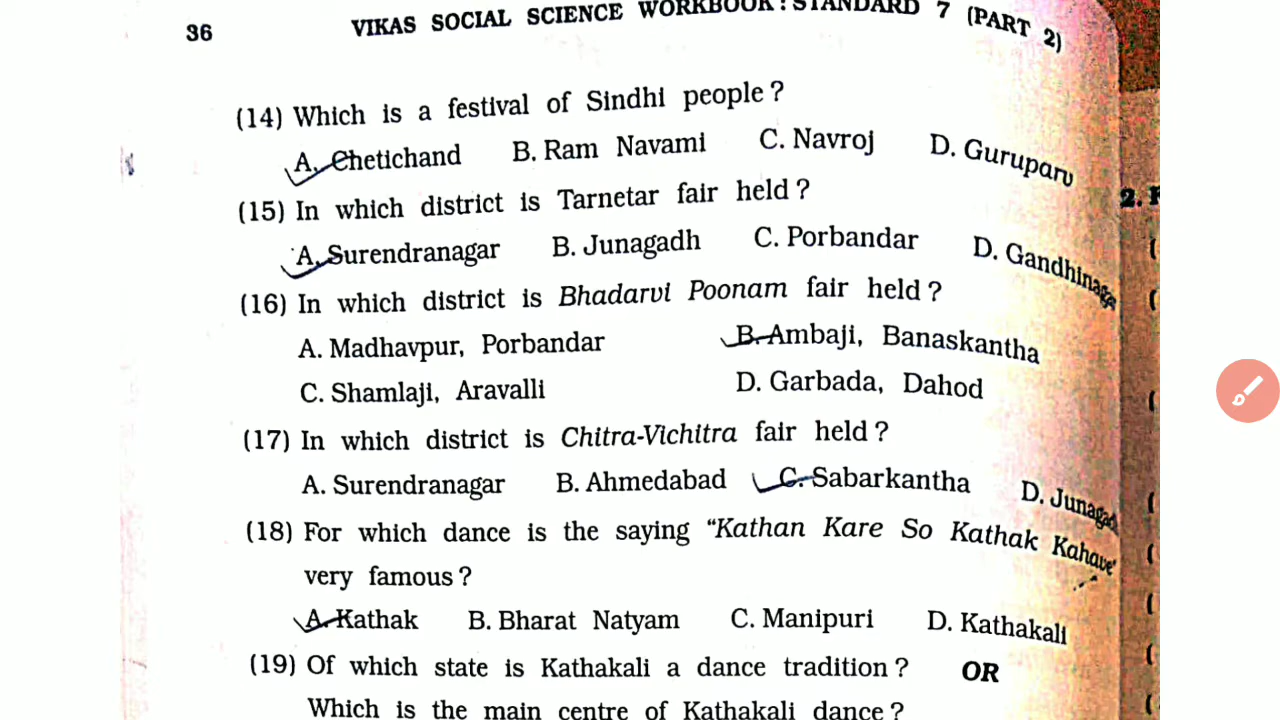 36 VIKAS SOCIAL SCIENCE WORKBOOK : STANDARD 7 (PART 2)
(14) Which is a festival of Sindhi people ?
A. Chetichand B. Ram Navami C. Navroj D. Guruparv
(15) In which district is Tarnetar fair held ?
A. Surendranagar B. Junagadh C. Porbandar D. Gandhinaga
(16) In which district is Bhadarvi Poonam fair held ?
A. Madhavpur, Porbandar B. Ambaji, Banaskantha
C. Shamlaji, Aravalli D. Garbada, Dahod
(17) In which district is Chitra-Vichitra fair held ?
A. Surendranagar B. Ahmedabad C. Sabarkantha D. Junagad
(18) For which dance is the saying “Kathan Kare So Kathak Kahave”
very famous ?
A. Kathak B. Bharat Natyam C. Manipuri D. Kathakali
(19) Of which state is Kathakali a dance tradition ? OR
Which is the main centre of Kathakali dance ?
2.